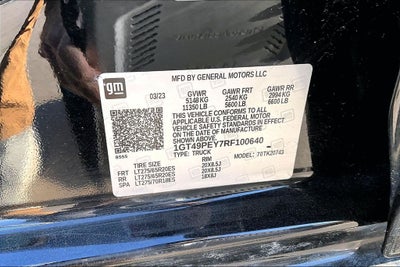 MFD BY GENERAL MOTORS LLC
gm
03/23
GVWR GAWR FRT GAWR RR
5148 KG 2540 KG 2994 KG
11350 LB 5600 LB 6600 LB
THIS VEHICLE CONFORMS TO ALL
APPLICABLE U.S. FEDERAL MOTOR
VEHICLE SAFETY STANDARDS IN
EFFECT ON THE DATE OF
MANUFACTURE SHOWN ABOVE.
1GT49PEY7RF100640
TYPE: TRUCK MODEL: 70TK20743
TIRE SIZE RIM
FRT LT275/65R20ES 20X8.5J
RR LT275/65R20ES 20X8.5J
SPA LT275/70R18ES 18X8J